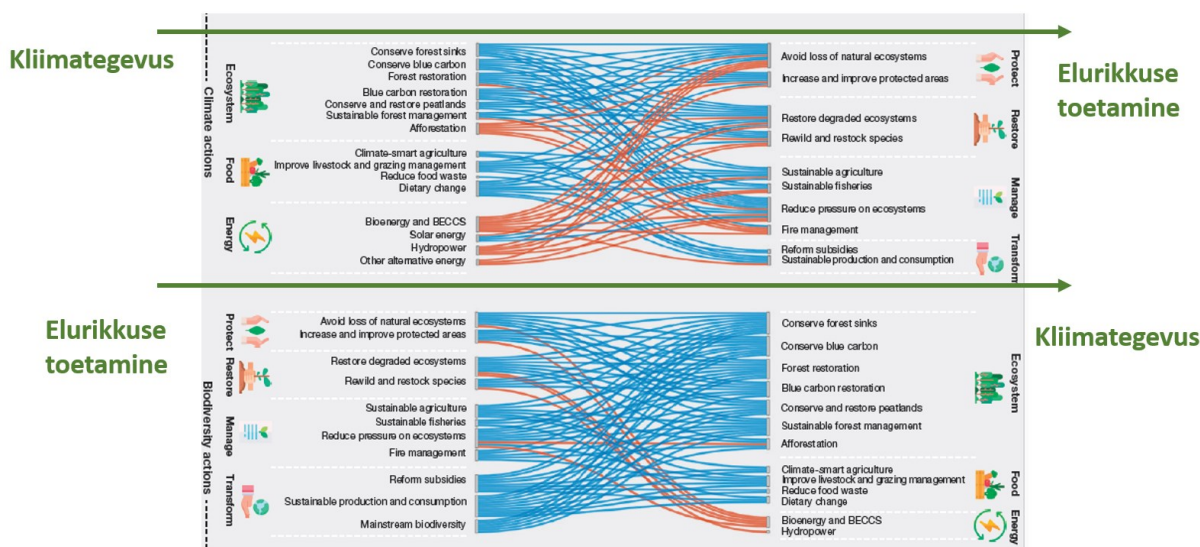 Kliimategevus
Climate actions
Ecosystem
Conserve forest sinks
Conserve blue carbon
Forest restoration
Blue carbon restoration
Conserve and restore peatlands
Sustainable forest management
Afforestation
Food
Climate-smart agriculture
Improve livestock and grazing management
Reduce food waste
Dietary change
Energy
Bioenergy and BECCS
Solar energy
Hydropower
Other alternative energy
Avoid loss of natural ecosystems
Increase and improve protected areas
Protect
Restore degraded ecosystems
Rewild and restock species
Restore
Sustainable agriculture
Sustainable fisheries
Reduce pressure on ecosystems
Fire management
Manage
Reform subsidies
Sustainable production and consumption
Transform
Elurikkuse
toetamine
Elurikkuse
toetamine
Biodiversity actions
Protect
Avoid loss of natural ecosystems
Increase and improve protected areas
Restore
Restore degraded ecosystems
Rewild and restock species
Manage
Sustainable agriculture
Sustainable fisheries
Reduce pressure on ecosystems
Fire management
Transform
Reform subsidies
Sustainable production and consumption
Mainstream biodiversity
Conserve forest sinks
Conserve blue carbon
Forest restoration
Blue carbon restoration
Conserve and restore peatlands
Sustainable forest management
Afforestation
Ecosystem
Climate-smart agriculture
Improve livestock and grazing management
Reduce food waste
Dietary change
Food
Bioenergy and BECCS
Hydropower
Energy
Kliimategevus